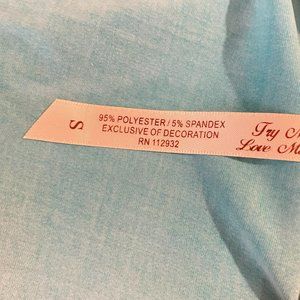 S
95% POLYESTER / 5% SPANDEX
EXCLUSIVE OF DECORATION
RN 112932
Try
Love